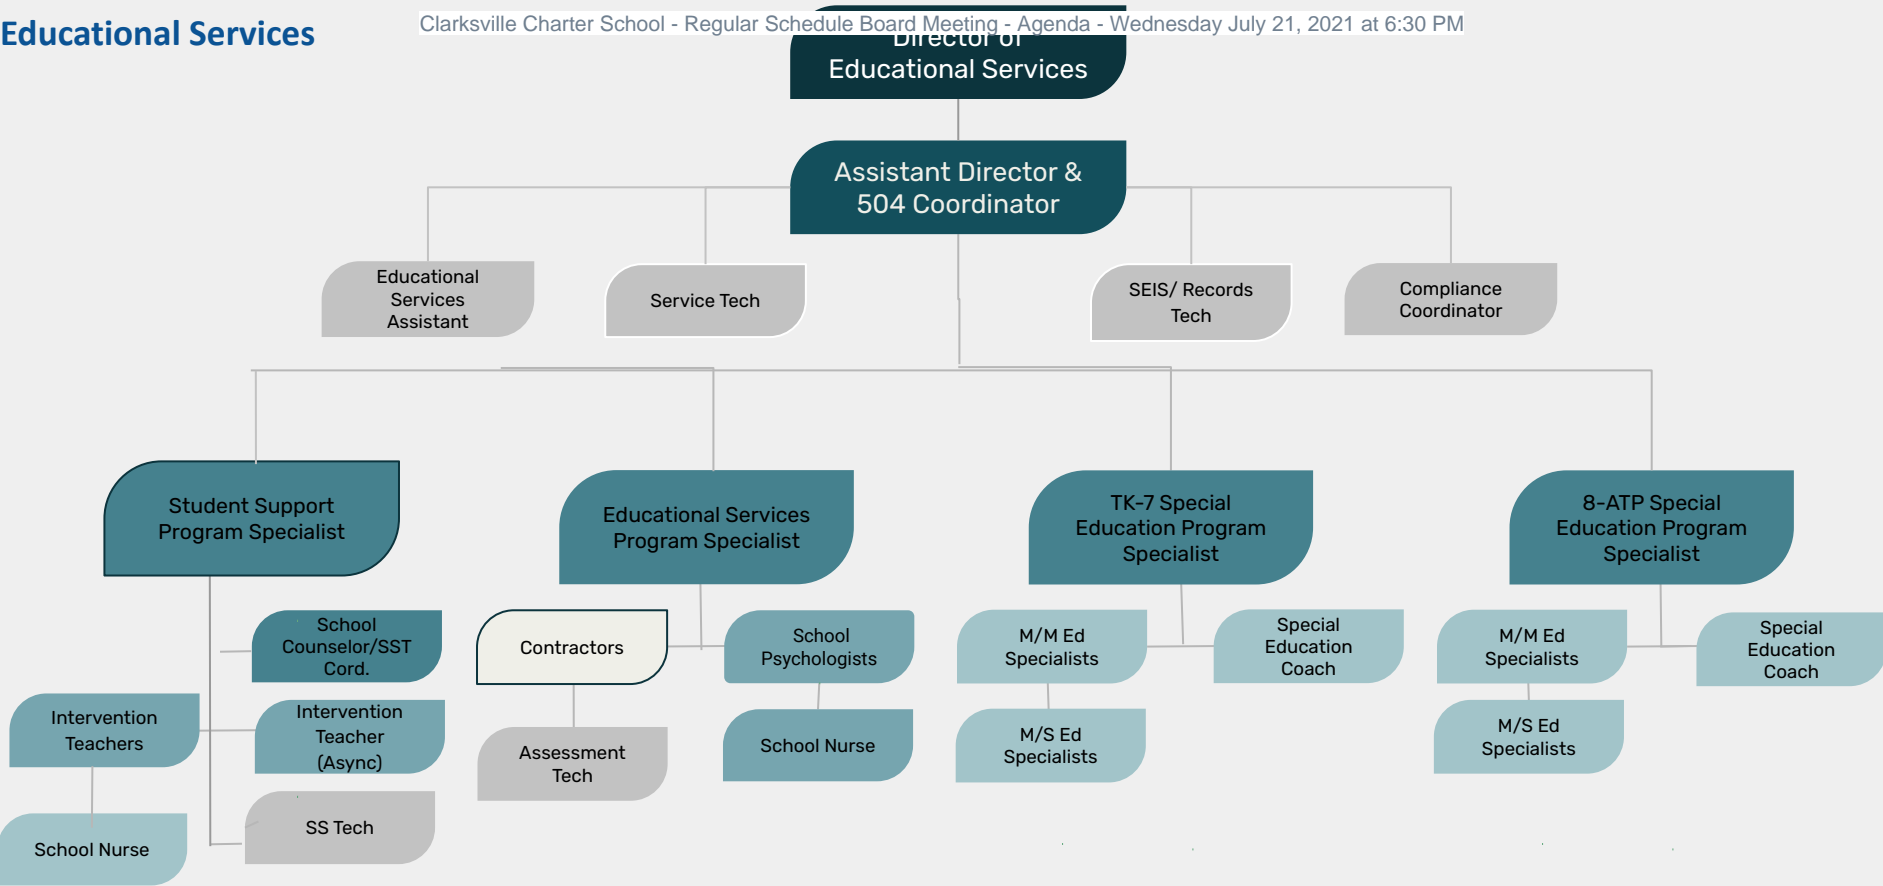 Educational Services
Clarksville Charter School - Regular Schedule Board Meeting - Agenda - Wednesday July 21, 2021 at 6:30 PM
Director of
Educational Services
Assistant Director &
504 Coordinator
Educational
Services
Assistant
Service Tech
SEIS/ Records
Tech
Compliance
Coordinator
Student Support
Program Specialist
Educational Services
Program Specialist
TK-7 Special
Education Program
Specialist
8-ATP Special
Education Program
Specialist
School
Counselor/SST
Cord.
Contractors
School
Psychologists
M/M Ed
Specialists
Special
Education
Coach
M/M Ed
Specialists
Special
Education
Coach
Intervention
Teachers
Intervention
Teacher
(Async)
Assessment
Tech
School Nurse
M/S Ed
Specialists
M/S Ed
Specialists
School Nurse
SS Tech